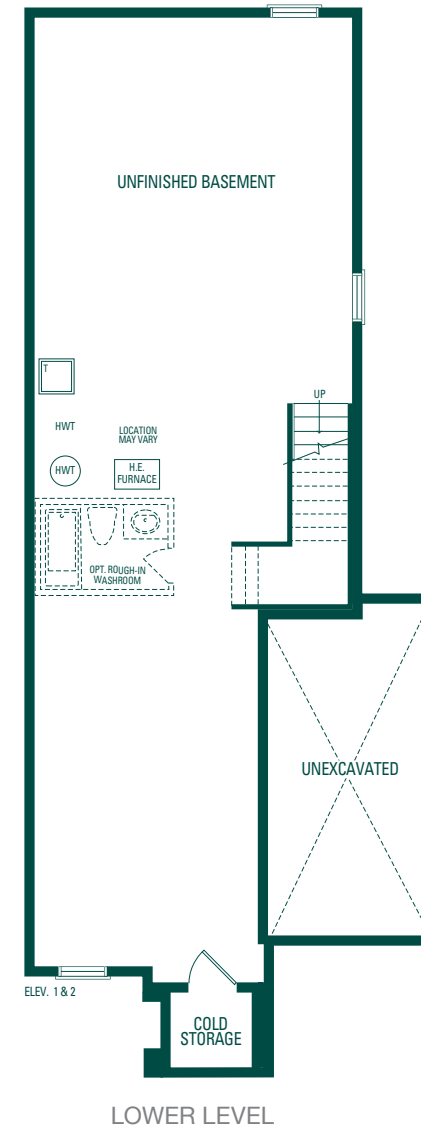 UNFINISHED BASEMENT
T
UP
HWT
LOCATION
MAY VARY
HWT
H.E.
FURNACE
OPT. ROUGH-IN
WASHROOM
UNEXCAVATED
ELEV. 1 & 2
COLD
STORAGE
LOWER LEVEL